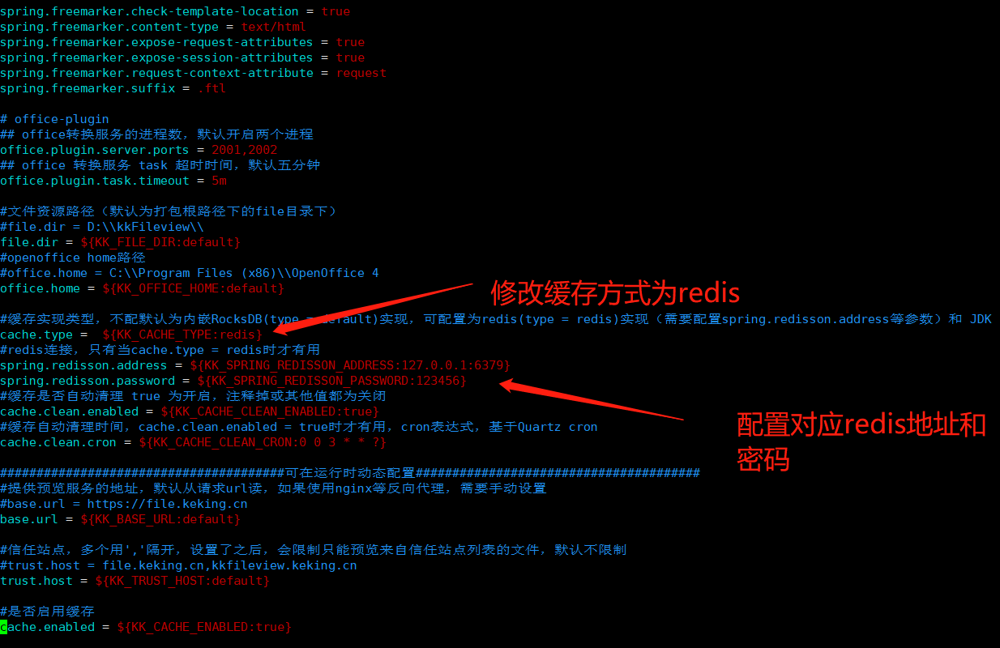 spring.freemarker.check-template-location = true
spring.freemarker.content-type = text/html
spring.freemarker.expose-request-attributes = true
spring.freemarker.expose-session-attributes = true
spring.freemarker.request-context-attribute = request
spring.freemarker.suffix = .ftl
# office-plugin
## office转换服务的进程数，默认开启两个进程
office.plugin.server.ports = 2001,2002
## office 转换服务 task 超时时间，默认五分钟
office.plugin.task.timeout = 5m
#文件资源路径（默认为打包根路径下的file目录下）
#file.dir = D:\\kkFileview\\
file.dir = ${KK_FILE_DIR:default}
#openoffice home路径
#office.home = C:\\Program Files (x86)\\OpenOffice 4
office.home = ${KK_OFFICE_HOME:default}
修改缓存方式为redis
#缓存实现类型，不配默认为内嵌RocksDB(type = default)实现，可配置为redis(type = redis)实现（需要配置spring.redisson.address等参数）和 JDK
cache.type =  ${KK_CACHE_TYPE:redis}
#redis连接，只有当cache.type = redis时才有用
spring.redisson.address = ${KK_SPRING_REDISSON_ADDRESS:127.0.0.1:6379}
spring.redisson.password = ${KK_SPRING_REDISSON_PASSWORD:123456}
#缓存是否自动清理 true 为开启，注释掉或其他值都为关闭
cache.clean.enabled = ${KK_CACHE_CLEAN_ENABLED:true}
#缓存自动清理时间，cache.clean.enabled = true时才有用，cron表达式，基于Quartz cron
cache.clean.cron = ${KK_CACHE_CLEAN_CRON:0 0 3 * * ?}
配置对应redis地址和
密码
#######################################可在运行时动态配置#######################################
#提供预览服务的地址，默认从请求url读，如果使用nginx等反向代理，需要手动设置
#base.url = https://file.keking.cn
base.url = ${KK_BASE_URL:default}
#信任站点，多个用','隔开，设置了之后，会限制只能预览来自信任站点列表的文件，默认不限制
#trust.host = file.keking.cn,kkfileview.keking.cn
trust.host = ${KK_TRUST_HOST:default}
#是否启用缓存
cache.enabled = ${KK_CACHE_ENABLED:true}